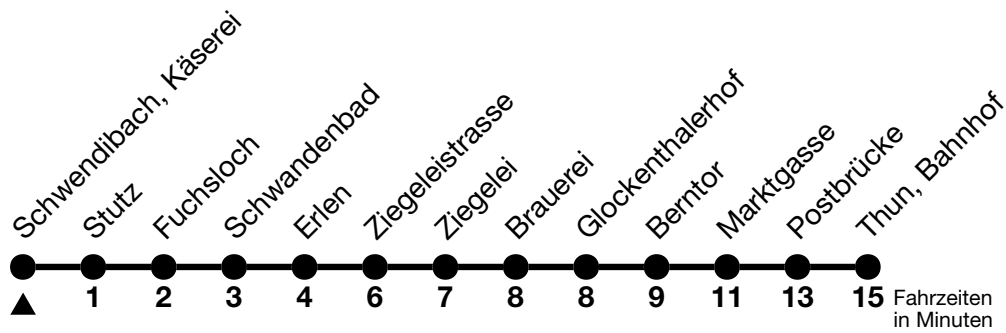 Schwendibach, Käserei
Stutz
Fuchsloch
Schwandenbad
Erlen
Ziegeleistrasse
Ziegelei
Brauerei
Glockenthalerhof
Berntor
Marktgasse
Postbrücke
Thun, Bahnhof
1 2 3 4 6 7 8 8 9 11 13 15 Fahrzeiten
in Minuten